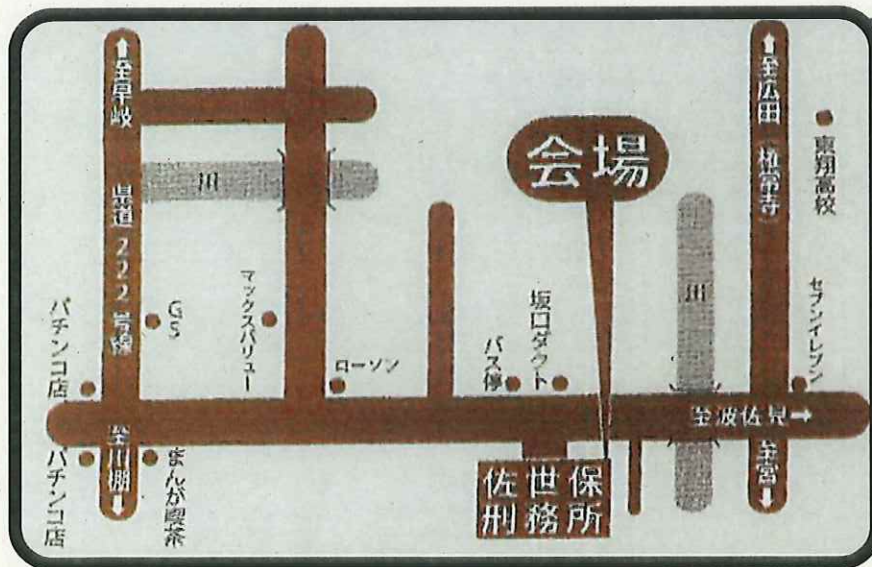 ↑至早岐
県道222号線
至川棚↓
川
マックスバリュー
GS
パチンコ店
パチンコ店
まんが喫茶
ローソン
バス停
坂口ダクト
会場
佐世保
刑務所
川
↑至広田
東翔高校
セブンイレブン
至波佐見→
至宮↓